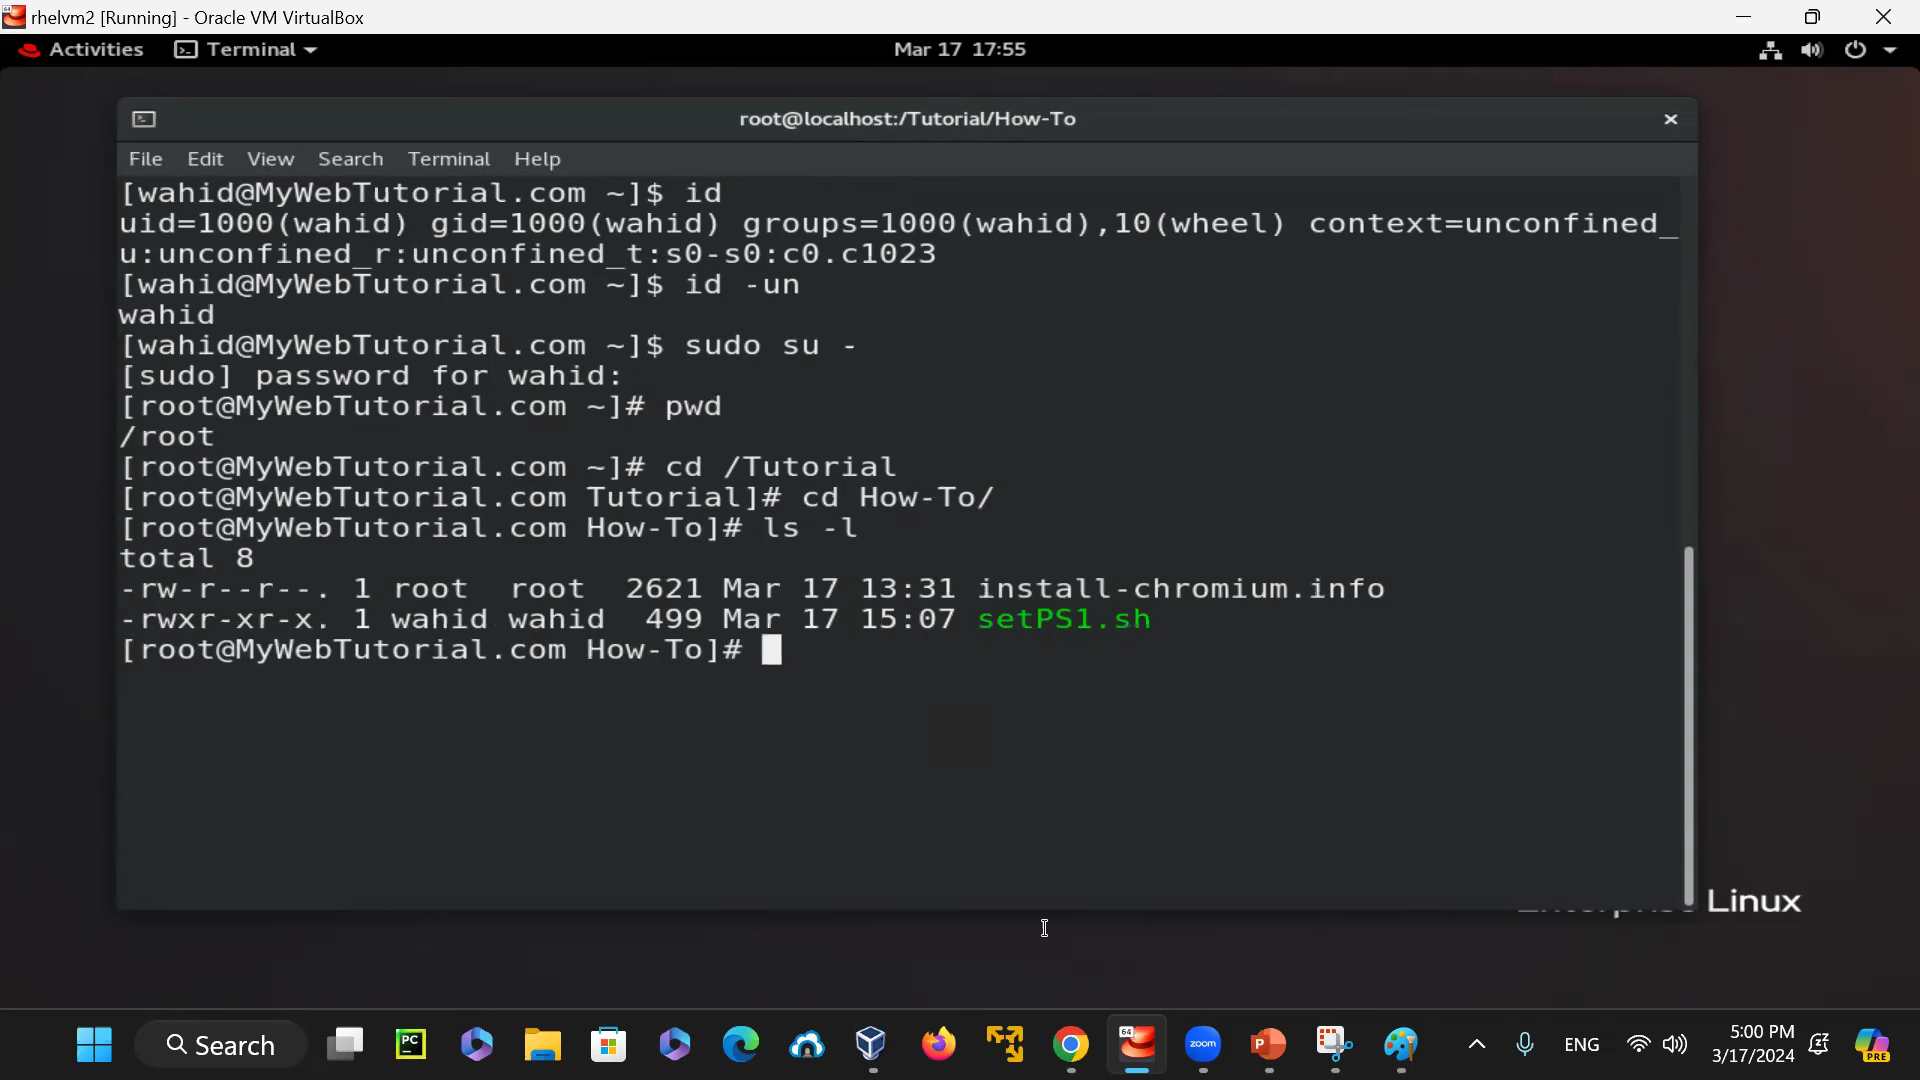 rhelvm2 [Running] - Oracle VM VirtualBox
Activities Terminal Mar 17 17:55
root@localhost:/Tutorial/How-To
File Edit View Search Terminal Help
[wahid@MyWebTutorial.com ~]$ id
uid=1000(wahid) gid=1000(wahid) groups=1000(wahid),10(wheel) context=unconfined_
u:unconfined_r:unconfined_t:s0-s0:c0.c1023
[wahid@MyWebTutorial.com ~]$ id -un
wahid
[wahid@MyWebTutorial.com ~]$ sudo su -
[sudo] password for wahid:
[root@MyWebTutorial.com ~]# pwd
/root
[root@MyWebTutorial.com ~]# cd /Tutorial
[root@MyWebTutorial.com Tutorial]# cd How-To/
[root@MyWebTutorial.com How-To]# ls -l
total 8
-rw-r--r--. 1 root root 2621 Mar 17 13:31 install-chromium.info
-rwxr-xr-x. 1 wahid wahid 499 Mar 17 15:07 setPS1.sh
[root@MyWebTutorial.com How-To]#
Linux
Search PC 64 zoom P ENG 5:00 PM
3/17/2024 PRE